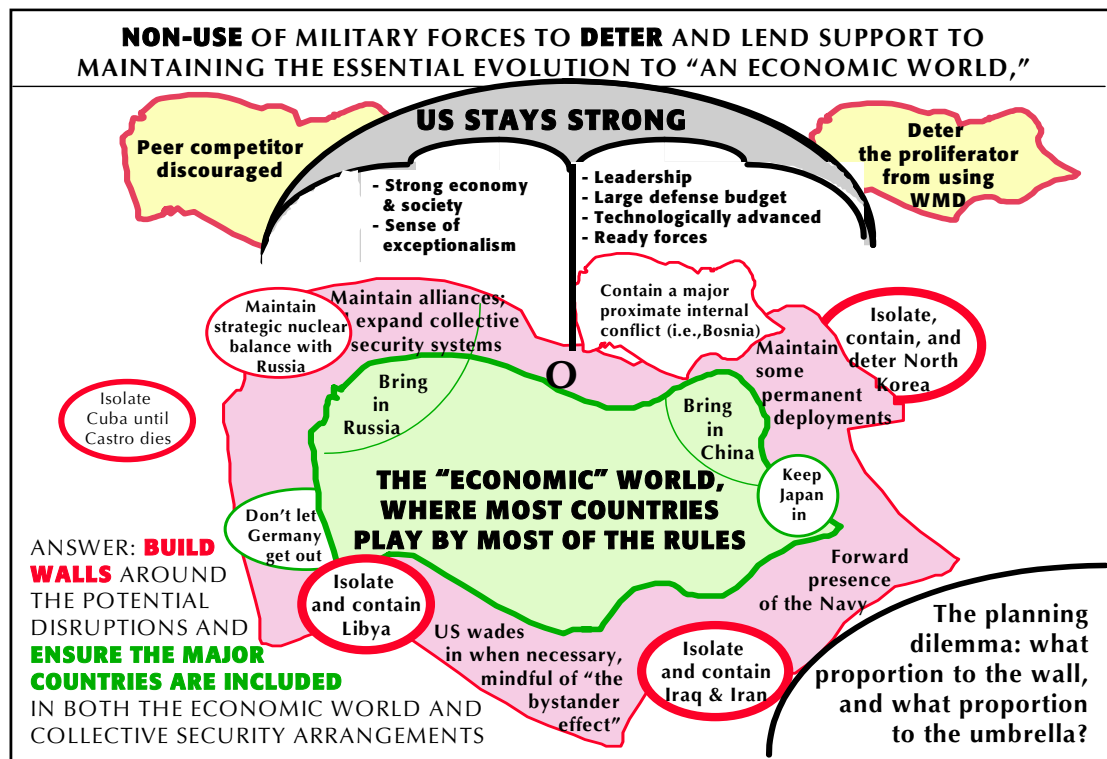 NON-USE OF MILITARY FORCES TO DETER AND LEND SUPPORT TO
MAINTAINING THE ESSENTIAL EVOLUTION TO “AN ECONOMIC WORLD,”
US STAYS STRONG
Peer competitor
discouraged
Deter
the proliferator
from using
WMD
- Strong economy
& society
- Sense of
exceptionalism
- Leadership
- Large defense budget
- Technologically advanced
- Ready forces
Maintain
strategic nuclear
balance with
Russia
Maintain alliances;
expand collective
security systems
Contain a major
proximate internal
conflict (i.e.,Bosnia)
Isolate,
contain, and
deter North
Korea
Maintain
some
permanent
deployments
Isolate
Cuba until
Castro dies
Bring
in
Russia
O
Bring
in
China
THE “ECONOMIC” WORLD,
WHERE MOST COUNTRIES
PLAY BY MOST OF THE RULES
Keep
Japan
in
Don’t let
Germany
get out
Isolate
and contain
Libya
Forward
presence
of the Navy
US wades
in when necessary,
mindful of “the
bystander
effect”
Isolate
and contain
Iraq & Iran
ANSWER: BUILD
WALLS AROUND
THE POTENTIAL
DISRUPTIONS AND
ENSURE THE MAJOR
COUNTRIES ARE INCLUDED
IN BOTH THE ECONOMIC WORLD AND
COLLECTIVE SECURITY ARRANGEMENTS
The planning
dilemma: what
proportion to the wall,
and what proportion
to the umbrella?